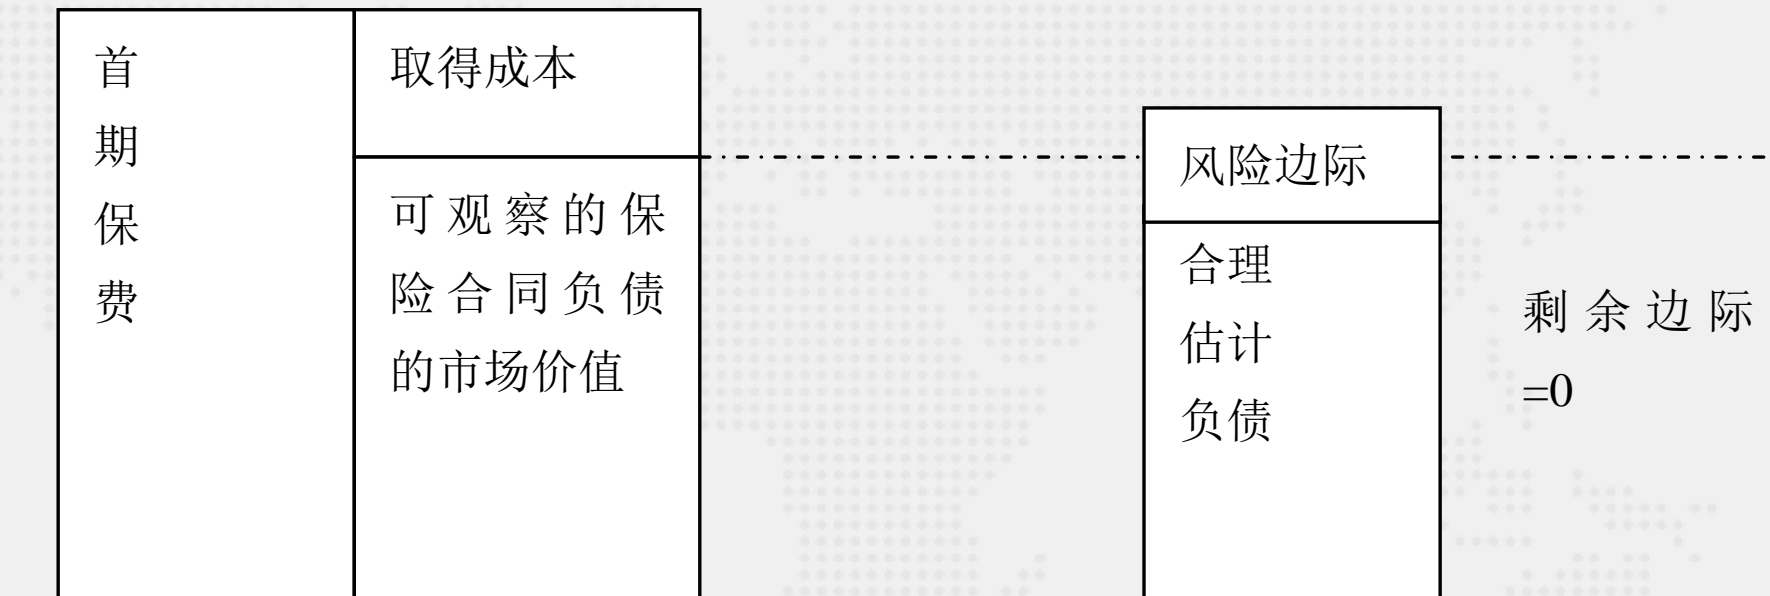 首
期
保
费
取得成本
可观察的保
险合同负债
的市场价值
风险边际
合理
估计
负债
剩余边际
=0